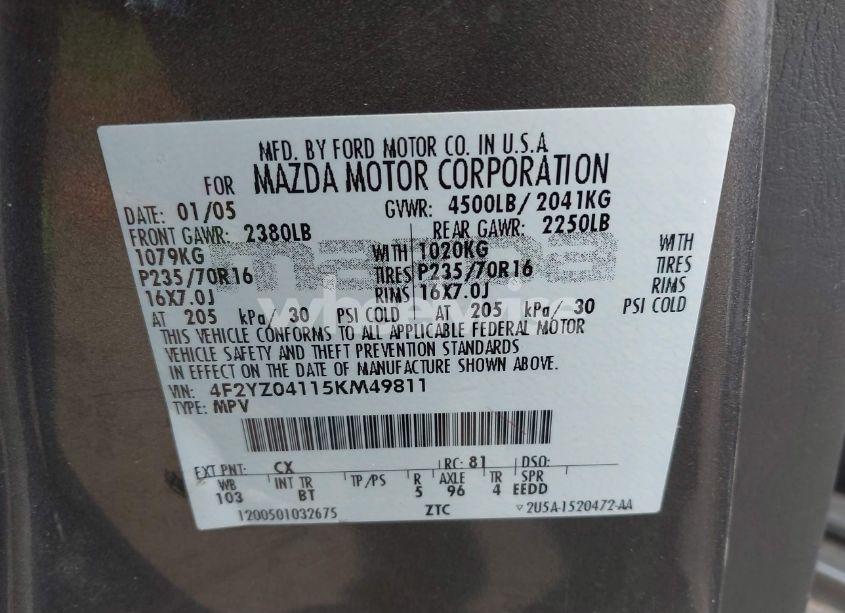 MFD. BY FORD MOTOR CO. IN U.S.A
FOR MAZDA MOTOR CORPORATION
DATE: 01/05 GVWR: 4500LB/ 2041KG
FRONT GAWR: 2380LB REAR GAWR: 2250LB
1079KG WITH 1020KG WITH
P235/70R16 TIRES P235/70R16 TIRES
16X7.0J RIMS 16X7.0J RIMS
AT 205 kPa/ 30 PSI COLD AT 205 kPa/ 30 PSI COLD
THIS VEHICLE CONFORMS TO ALL APPLICABLE FEDERAL MOTOR
VEHICLE SAFETY AND THEFT PREVENTION STANDARDS
IN EFFECT ON THE DATE OF MANUFACTURE SHOWN ABOVE.
VIN: 4F2YZ04115KM49811
TYPE: MPV
EXT PNT: CX RC: 81 DSO:
WB INT TR TP/PS R AXLE TR SPR
103 BT 5 96 4 EEDD
1200501032675 ZTC ▽ 2U5A-1520472-AA
mazda